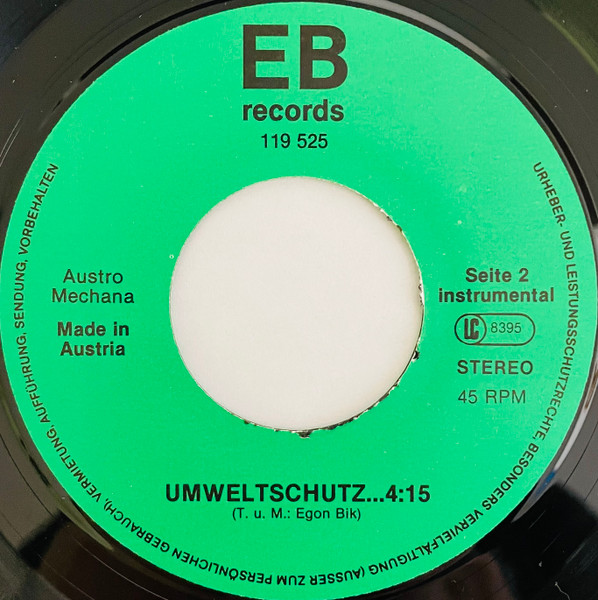 EB
records
119 525
Austro
Mechana
Made in
Austria
Seite 2
instrumental
LC 8395
STEREO
45 RPM
UMWELTSCHUTZ...4:15
(T. u. M.: Egon Bik)
URHEBER- UND LEISTUNGSSCHUTZRECHTE, BESONDERS VERVIELFÄLTIGUNG (AUSSER ZUM PERSÖNLICHEN GEBRAUCH), VERMIETUNG, AUFFÜHRUNG, SENDUNG, VORBEHALTEN